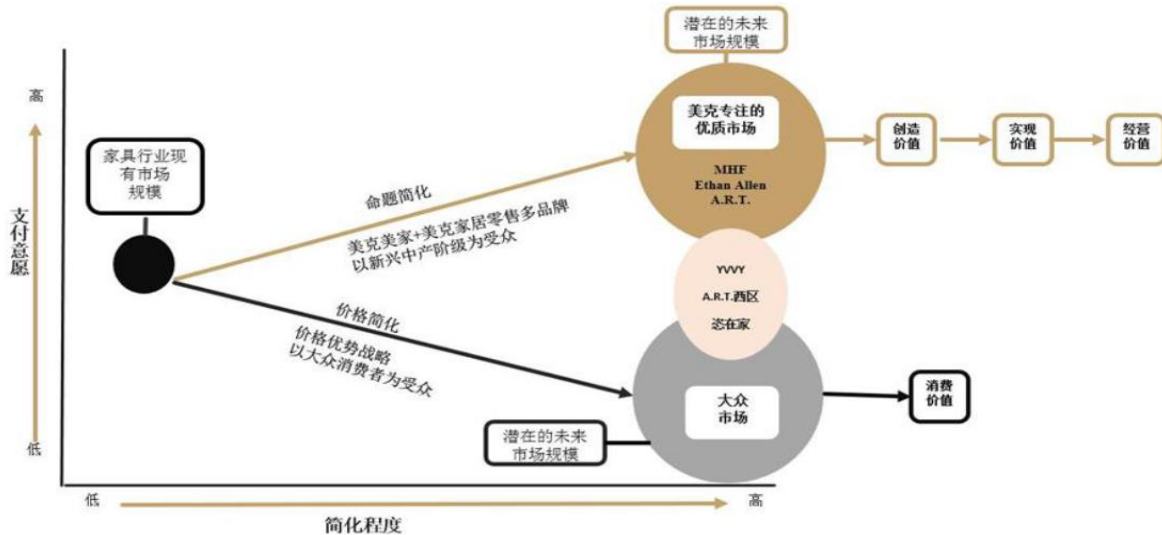 潜在的未来
市场规模
高
家具行业现
有市场
规模
美克专注的
优质市场
创造
价值
实现
价值
经营
价值
MHF
Ethan Allen
A.R.T.
命题简化
美克美家+美克家居零售多品牌
以新兴中产阶级为受众
支付意愿
YVVY
A.R.T.西区
恣在家
价格简化
价格优势战略
以大众消费者为受众
大众
市场
消费
价值
潜在的未来
市场规模
低
低
高
简化程度